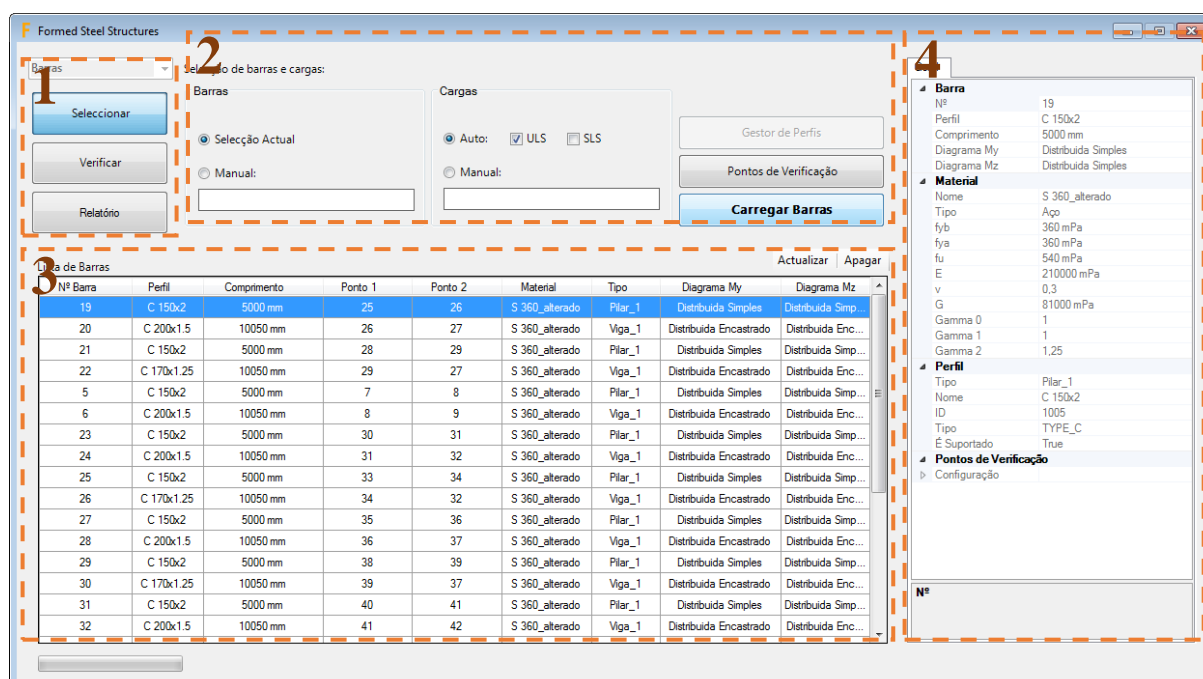 F Formed Steel Structures
1
2
3
4
Barras
Seleccionar
Verificar
Relatório
Selecção de barras e cargas:
Barras
Selecção Actual
Manual:
Cargas
Auto: ULS SLS
Manual:
Gestor de Perfis
Pontos de Verificação
Carregar Barras
Lista de Barras
Actualizar Apagar
Nº Barra Perfil Comprimento Ponto 1 Ponto 2 Material Tipo Diagrama My Diagrama Mz
19 C 150x2 5000 mm 25 26 S 360_alterado Pilar_1 Distribuida Simples Distribuida Simp...
20 C 200x1.5 10050 mm 26 27 S 360_alterado Viga_1 Distribuida Encastrado Distribuida Enc...
21 C 150x2 5000 mm 28 29 S 360_alterado Pilar_1 Distribuida Simples Distribuida Simp...
22 C 170x1.25 10050 mm 29 27 S 360_alterado Viga_1 Distribuida Encastrado Distribuida Enc...
5 C 150x2 5000 mm 7 8 S 360_alterado Pilar_1 Distribuida Simples Distribuida Simp...
6 C 200x1.5 10050 mm 8 9 S 360_alterado Viga_1 Distribuida Encastrado Distribuida Enc...
23 C 150x2 5000 mm 30 31 S 360_alterado Pilar_1 Distribuida Simples Distribuida Simp...
24 C 200x1.5 10050 mm 31 32 S 360_alterado Viga_1 Distribuida Encastrado Distribuida Enc...
25 C 150x2 5000 mm 33 34 S 360_alterado Pilar_1 Distribuida Simples Distribuida Simp...
26 C 170x1.25 10050 mm 34 32 S 360_alterado Viga_1 Distribuida Encastrado Distribuida Enc...
27 C 150x2 5000 mm 35 36 S 360_alterado Pilar_1 Distribuida Simples Distribuida Simp...
28 C 200x1.5 10050 mm 36 37 S 360_alterado Viga_1 Distribuida Encastrado Distribuida Enc...
29 C 150x2 5000 mm 38 39 S 360_alterado Pilar_1 Distribuida Simples Distribuida Simp...
30 C 170x1.25 10050 mm 39 37 S 360_alterado Viga_1 Distribuida Encastrado Distribuida Enc...
31 C 150x2 5000 mm 40 41 S 360_alterado Pilar_1 Distribuida Simples Distribuida Simp...
32 C 200x1.5 10050 mm 41 42 S 360_alterado Viga_1 Distribuida Encastrado Distribuida Enc...
Barra
Nº 19
Perfil C 150x2
Comprimento 5000 mm
Diagrama My Distribuida Simples
Diagrama Mz Distribuida Simples
Material
Nome S 360_alterado
Tipo Aço
fyb 360 mPa
fya 360 mPa
fu 540 mPa
E 210000 mPa
v 0,3
G 81000 mPa
Gamma 0 1
Gamma 1 1
Gamma 2 1,25
Perfil
Tipo Pilar_1
Nome C 150x2
ID 1005
Tipo TYPE_C
É Suportado True
Pontos de Verificação
Configuração
Nº